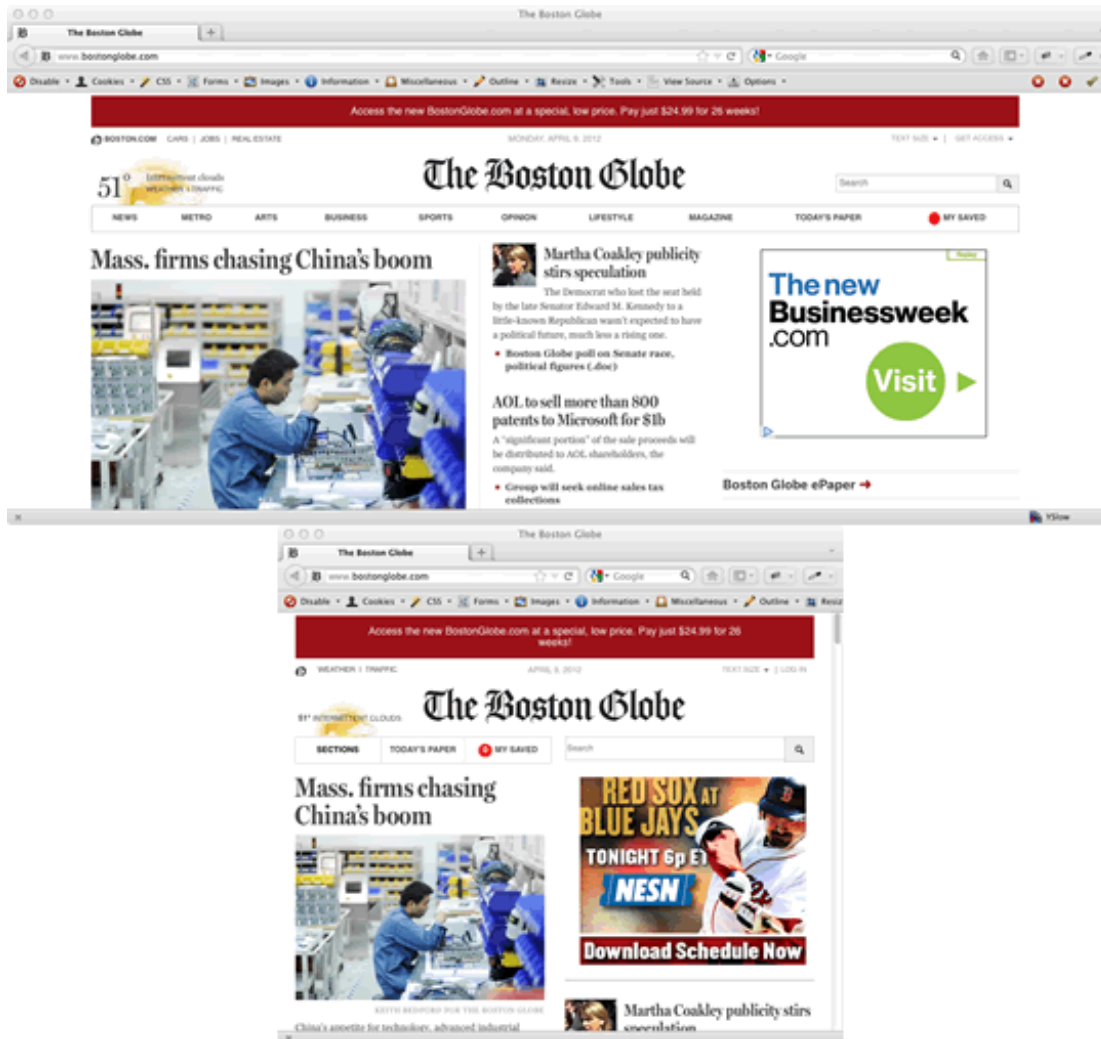 The Boston Globe
The Boston Globe
www.bostonglobe.com
Google
Disable Cookies CSS Forms Images Information Miscellaneous Outline Resize Tools View Source Options
Access the new BostonGlobe.com at a special, low price. Pay just $24.99 for 26 weeks!
BOSTON.COM CARS | JOBS | REAL ESTATE
MONDAY, APRIL 9, 2012
TEXT SIZE | GET ACCESS
51°
Intermittent clouds
WEATHER | TRAFFIC
The Boston Globe
Search
NEWS METRO ARTS BUSINESS SPORTS OPINION LIFESTYLE MAGAZINE TODAY'S PAPER MY SAVED
Mass. firms chasing China's boom
Martha Coakley publicity
stirs speculation
The Democrat who lost the seat held
by the late Senator Edward M. Kennedy to a
little-known Republican wasn't expected to have
a political future, much less a rising one.
• Boston Globe poll on Senate race,
political figures (.doc)
AOL to sell more than 800
patents to Microsoft for $1b
A "significant portion" of the sale proceeds will
be distributed to AOL shareholders, the
company said.
• Group will seek online sales tax
collections
Replay
The new
Businessweek
.com
Visit
Boston Globe ePaper
YSlow
The Boston Globe
The Boston Globe
www.bostonglobe.com
Google
Disable Cookies CSS Forms Images Information Miscellaneous Outline Resiz
Access the new BostonGlobe.com at a special, low price. Pay just $24.99 for 26
weeks!
WEATHER | TRAFFIC
APRIL 9, 2012
TEXT SIZE | LOG IN
51° INTERMITTENT CLOUDS
The Boston Globe
SECTIONS TODAY'S PAPER MY SAVED
Search
Mass. firms chasing
China's boom
KEITH BEDFORD FOR THE BOSTON GLOBE
China's appetite for technology, advanced industrial
RED SOX AT
BLUE JAYS
TONIGHT 6p ET
NESN
Download Schedule Now
Martha Coakley publicity stirs
speculation